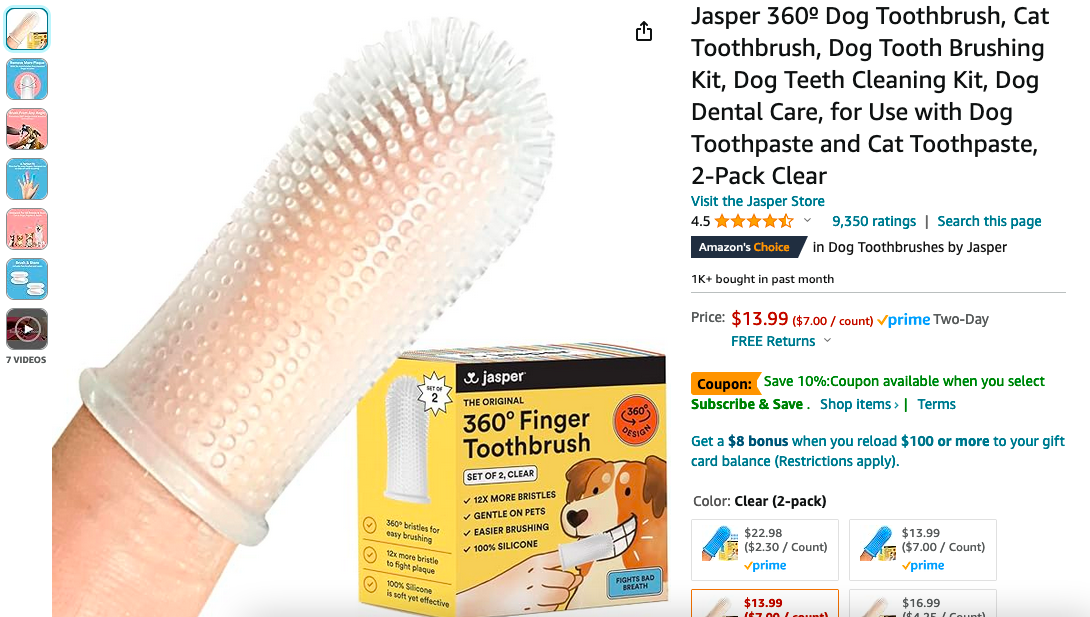 7 VIDEOS
jasper
SET OF
2
THE ORIGINAL
360° Finger
Toothbrush
360°
DESIGN
SET OF 2, CLEAR
✓ 12X MORE BRISTLES
✓ GENTLE ON PETS
✓ EASIER BRUSHING
✓ 100% SILICONE
360° bristles for
easy brushing
12x more bristle
to fight plaque
100% Silicone
is soft yet effective
FIGHTS BAD
BREATH
Jasper 360º Dog Toothbrush, Cat
Toothbrush, Dog Tooth Brushing
Kit, Dog Teeth Cleaning Kit, Dog
Dental Care, for Use with Dog
Toothpaste and Cat Toothpaste,
2-Pack Clear
Visit the Jasper Store
4.5 9,350 ratings | Search this page
Amazon's Choice in Dog Toothbrushes by Jasper
1K+ bought in past month
Price: $13.99 ($7.00 / count) prime Two-Day
FREE Returns
Coupon: Save 10%:Coupon available when you select
Subscribe & Save . Shop items › | Terms
Get a $8 bonus when you reload $100 or more to your gift
card balance (Restrictions apply).
Color: Clear (2-pack)
$22.98
($2.30 / Count)
prime
$13.99
($7.00 / Count)
prime
$13.99
($7.00 / count)
$16.99
($4.25 / Count)